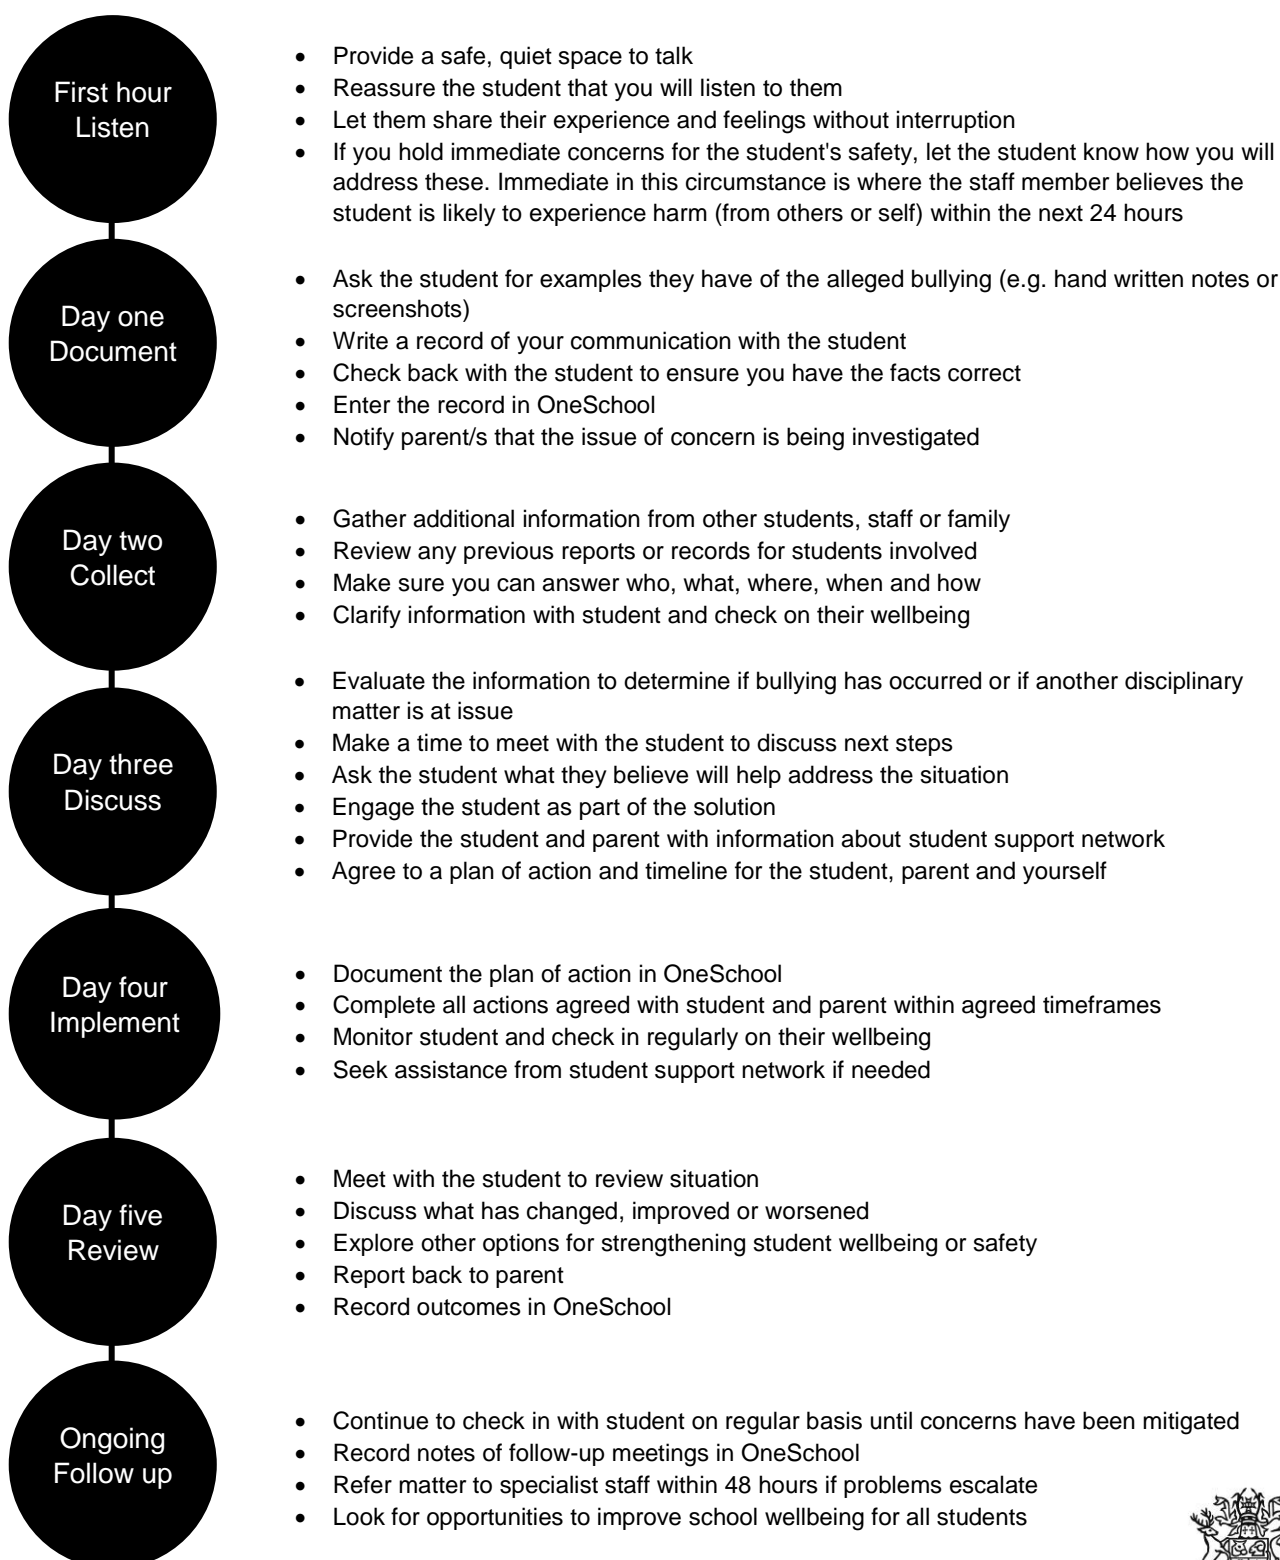 First hour
Listen
• Provide a safe, quiet space to talk
• Reassure the student that you will listen to them
• Let them share their experience and feelings without interruption
• If you hold immediate concerns for the student's safety, let the student know how you will
address these. Immediate in this circumstance is where the staff member believes the
student is likely to experience harm (from others or self) within the next 24 hours
Day one
Document
• Ask the student for examples they have of the alleged bullying (e.g. hand written notes or
screenshots)
• Write a record of your communication with the student
• Check back with the student to ensure you have the facts correct
• Enter the record in OneSchool
• Notify parent/s that the issue of concern is being investigated
Day two
Collect
• Gather additional information from other students, staff or family
• Review any previous reports or records for students involved
• Make sure you can answer who, what, where, when and how
• Clarify information with student and check on their wellbeing
Day three
Discuss
• Evaluate the information to determine if bullying has occurred or if another disciplinary
matter is at issue
• Make a time to meet with the student to discuss next steps
• Ask the student what they believe will help address the situation
• Engage the student as part of the solution
• Provide the student and parent with information about student support network
• Agree to a plan of action and timeline for the student, parent and yourself
Day four
Implement
• Document the plan of action in OneSchool
• Complete all actions agreed with student and parent within agreed timeframes
• Monitor student and check in regularly on their wellbeing
• Seek assistance from student support network if needed
Day five
Review
• Meet with the student to review situation
• Discuss what has changed, improved or worsened
• Explore other options for strengthening student wellbeing or safety
• Report back to parent
• Record outcomes in OneSchool
Ongoing
Follow up
• Continue to check in with student on regular basis until concerns have been mitigated
• Record notes of follow-up meetings in OneSchool
• Refer matter to specialist staff within 48 hours if problems escalate
• Look for opportunities to improve school wellbeing for all students